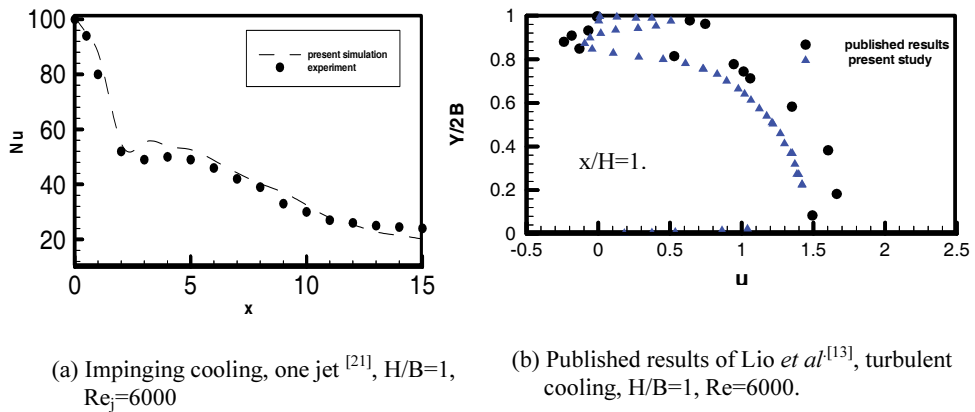 100
80
60
40
20
Nu
0
5
10
15
x
present simulation
experiment
1
0.8
0.6
0.4
0.2
0
Y/2B
-0.5
0
0.5
1
1.5
2
2.5
u
published results
present study
x/H=1.
(a) Impinging cooling, one jet [21], H/B=1,
Rej=6000
(b) Published results of Lio et al.[13], turbulent
cooling, H/B=1, Re=6000.